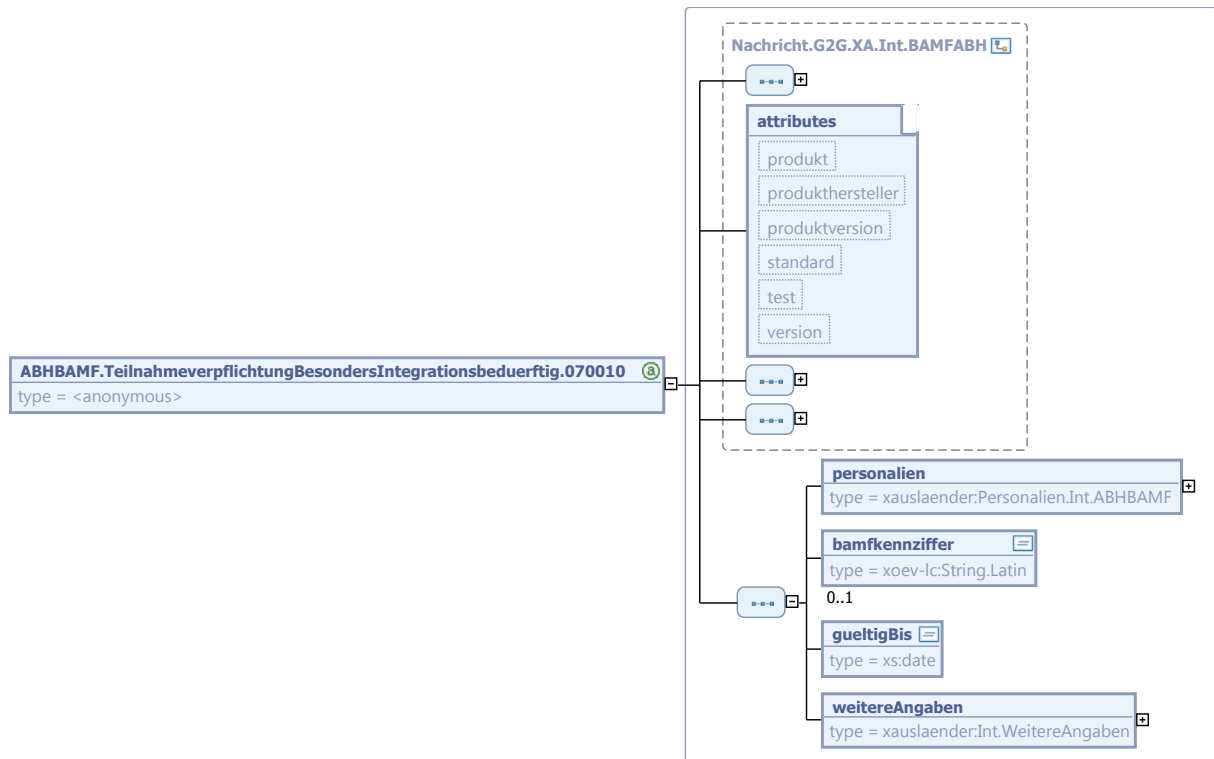 Nachricht.G2G.XA.Int.BAMFABH
attributes
produkt
produkthersteller
produktversion
standard
test
version
ABHBAMF.TeilnahmeverpflichtungBesondersIntegrationsbeduerftig.070010
type = <anonymous>
personalien
type = xauslaender:Personalien.Int.ABHBAMF
bamfkennziffer
type = xoev-lc:String.Latin
0..1
gueltigBis
type = xs:date
weitereAngaben
type = xauslaender:Int.WeitereAngaben